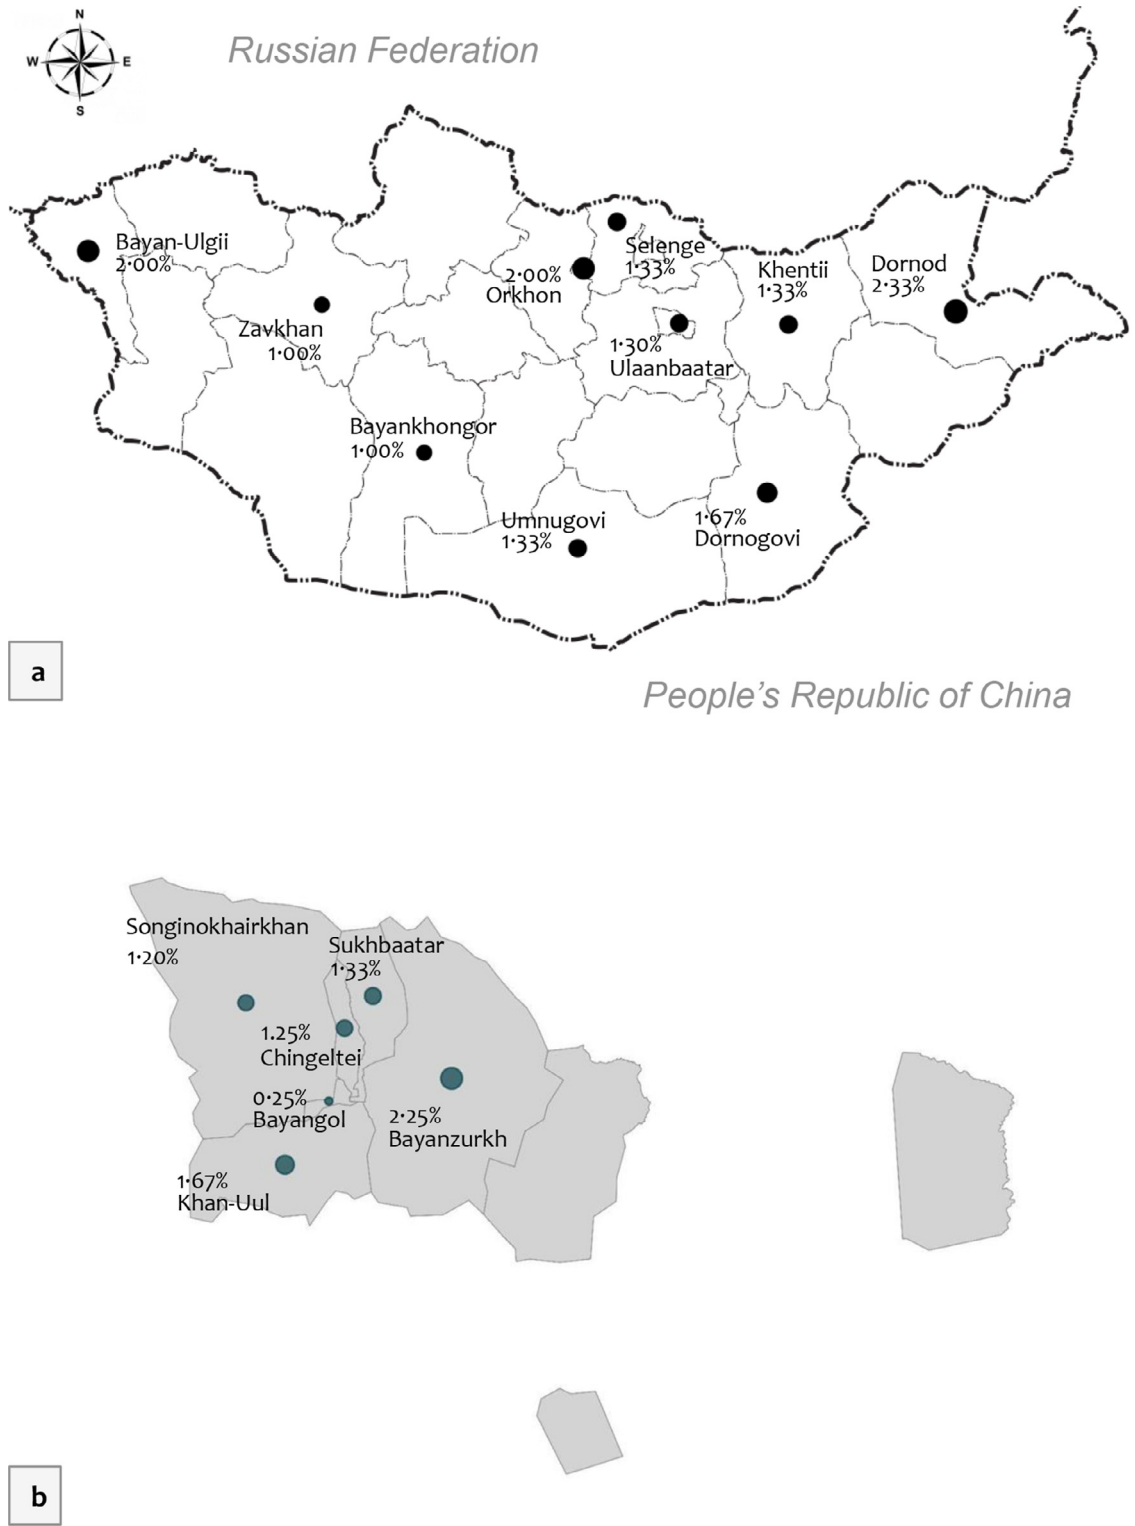 N
W
E
S
Russian Federation
Bayan-Ulgii
2·00%
Zavkhan
1·00%
Bayankhongor
1·00%
2·00%
Orkhon
Selenge
1·33%
1·30%
Ulaanbaatar
Khentii
1·33%
Dornod
2·33%
Umnugovi
1·33%
1·67%
Dornogovi
a
People's Republic of China
Songinokhairkhan
1·20%
Sukhbaatar
1·33%
1.25%
Chingeltei
0·25%
Bayangol
2·25%
Bayanzurkh
1·67%
Khan-Uul
b